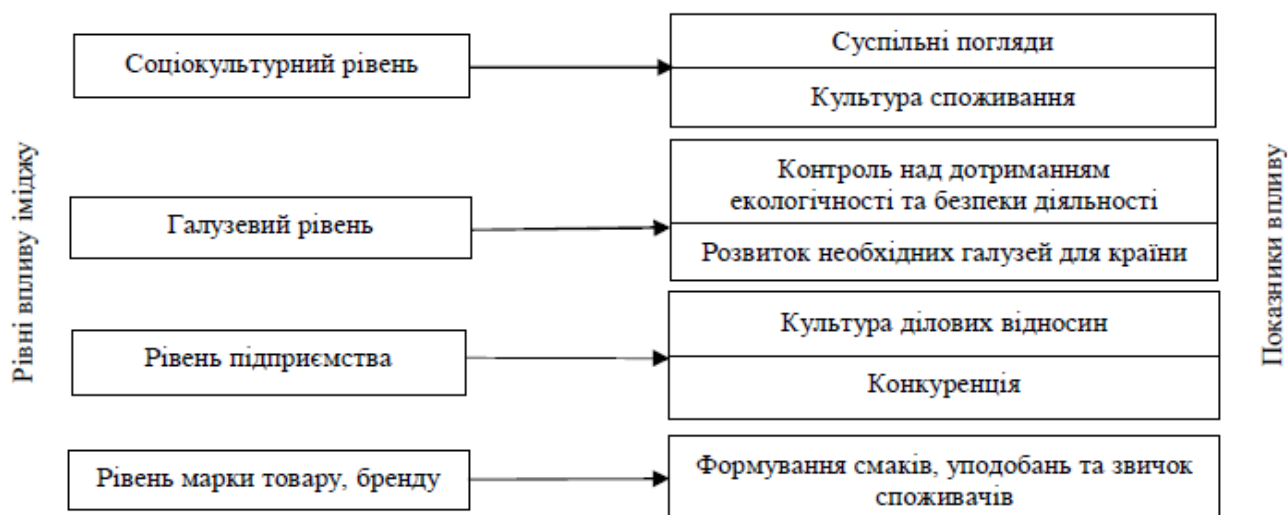 Рівні впливу іміджу
Соціокультурний рівень
Суспільні погляди
Культура споживання
Галузевий рівень
Контроль над дотриманням
екологічності та безпеки діяльності
Розвиток необхідних галузей для країни
Рівень підприємства
Культура ділових відносин
Конкуренція
Рівень марки товару, бренду
Формування смаків, уподобань та звичок
споживачів
Показники впливу